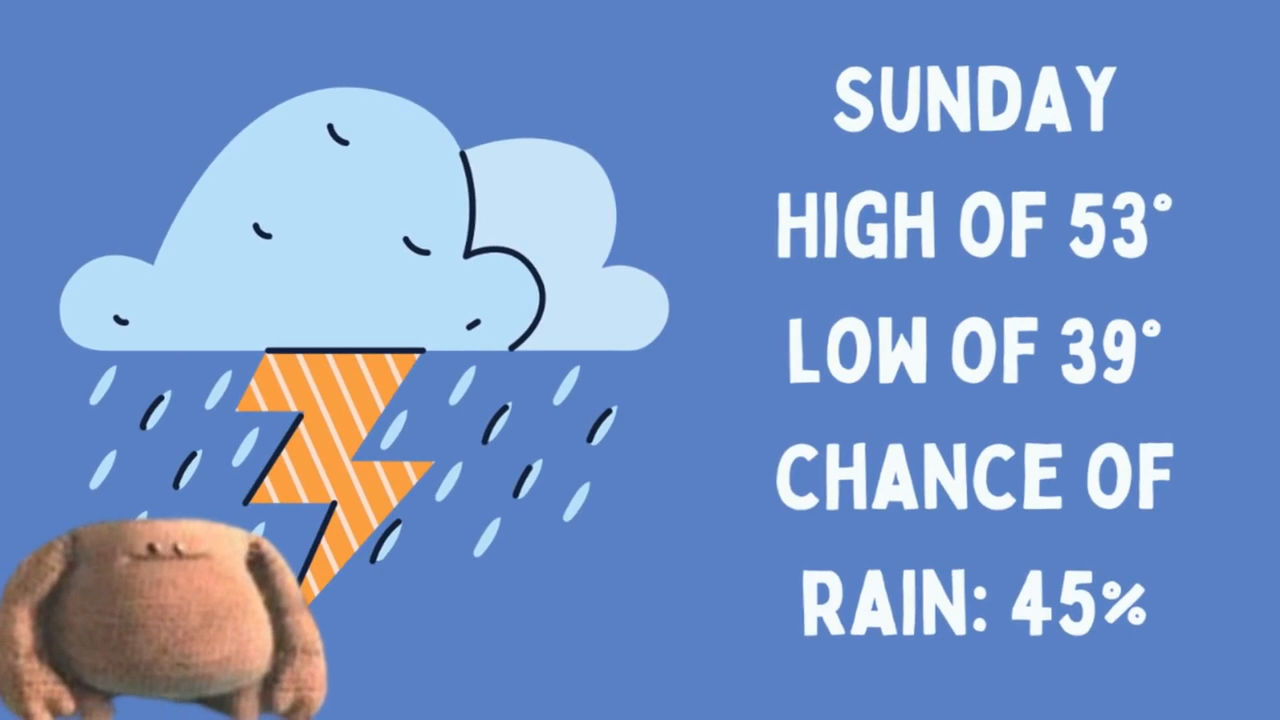 SUNDAY
HIGH OF 53°
LOW OF 39°
CHANCE OF
RAIN: 45%